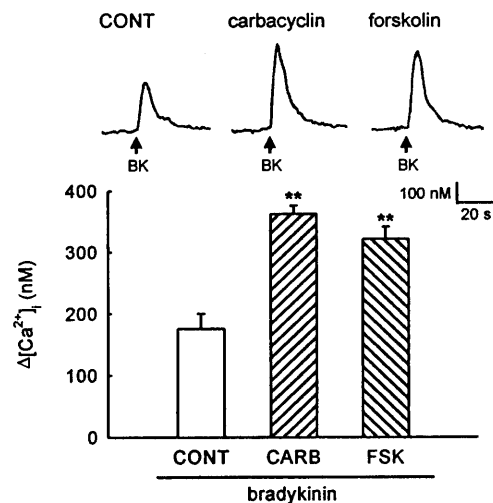 CONT carbacyclin forskolin
BK BK BK
100 nM
20 s
400
300
200
100
0
Δ[Ca²⁺]ᵢ (nM)
** **
CONT CARB FSK
bradykinin